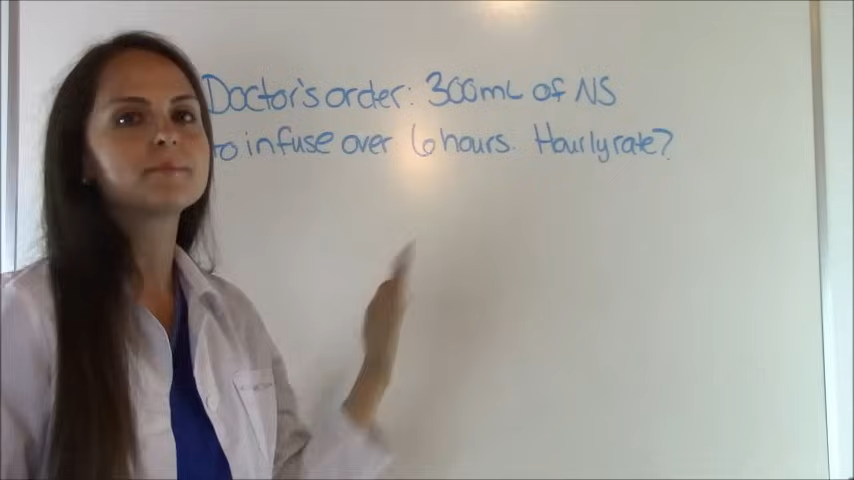 Doctor's order: 300mL of NS
to infuse over 6 hours. Hourly rate?